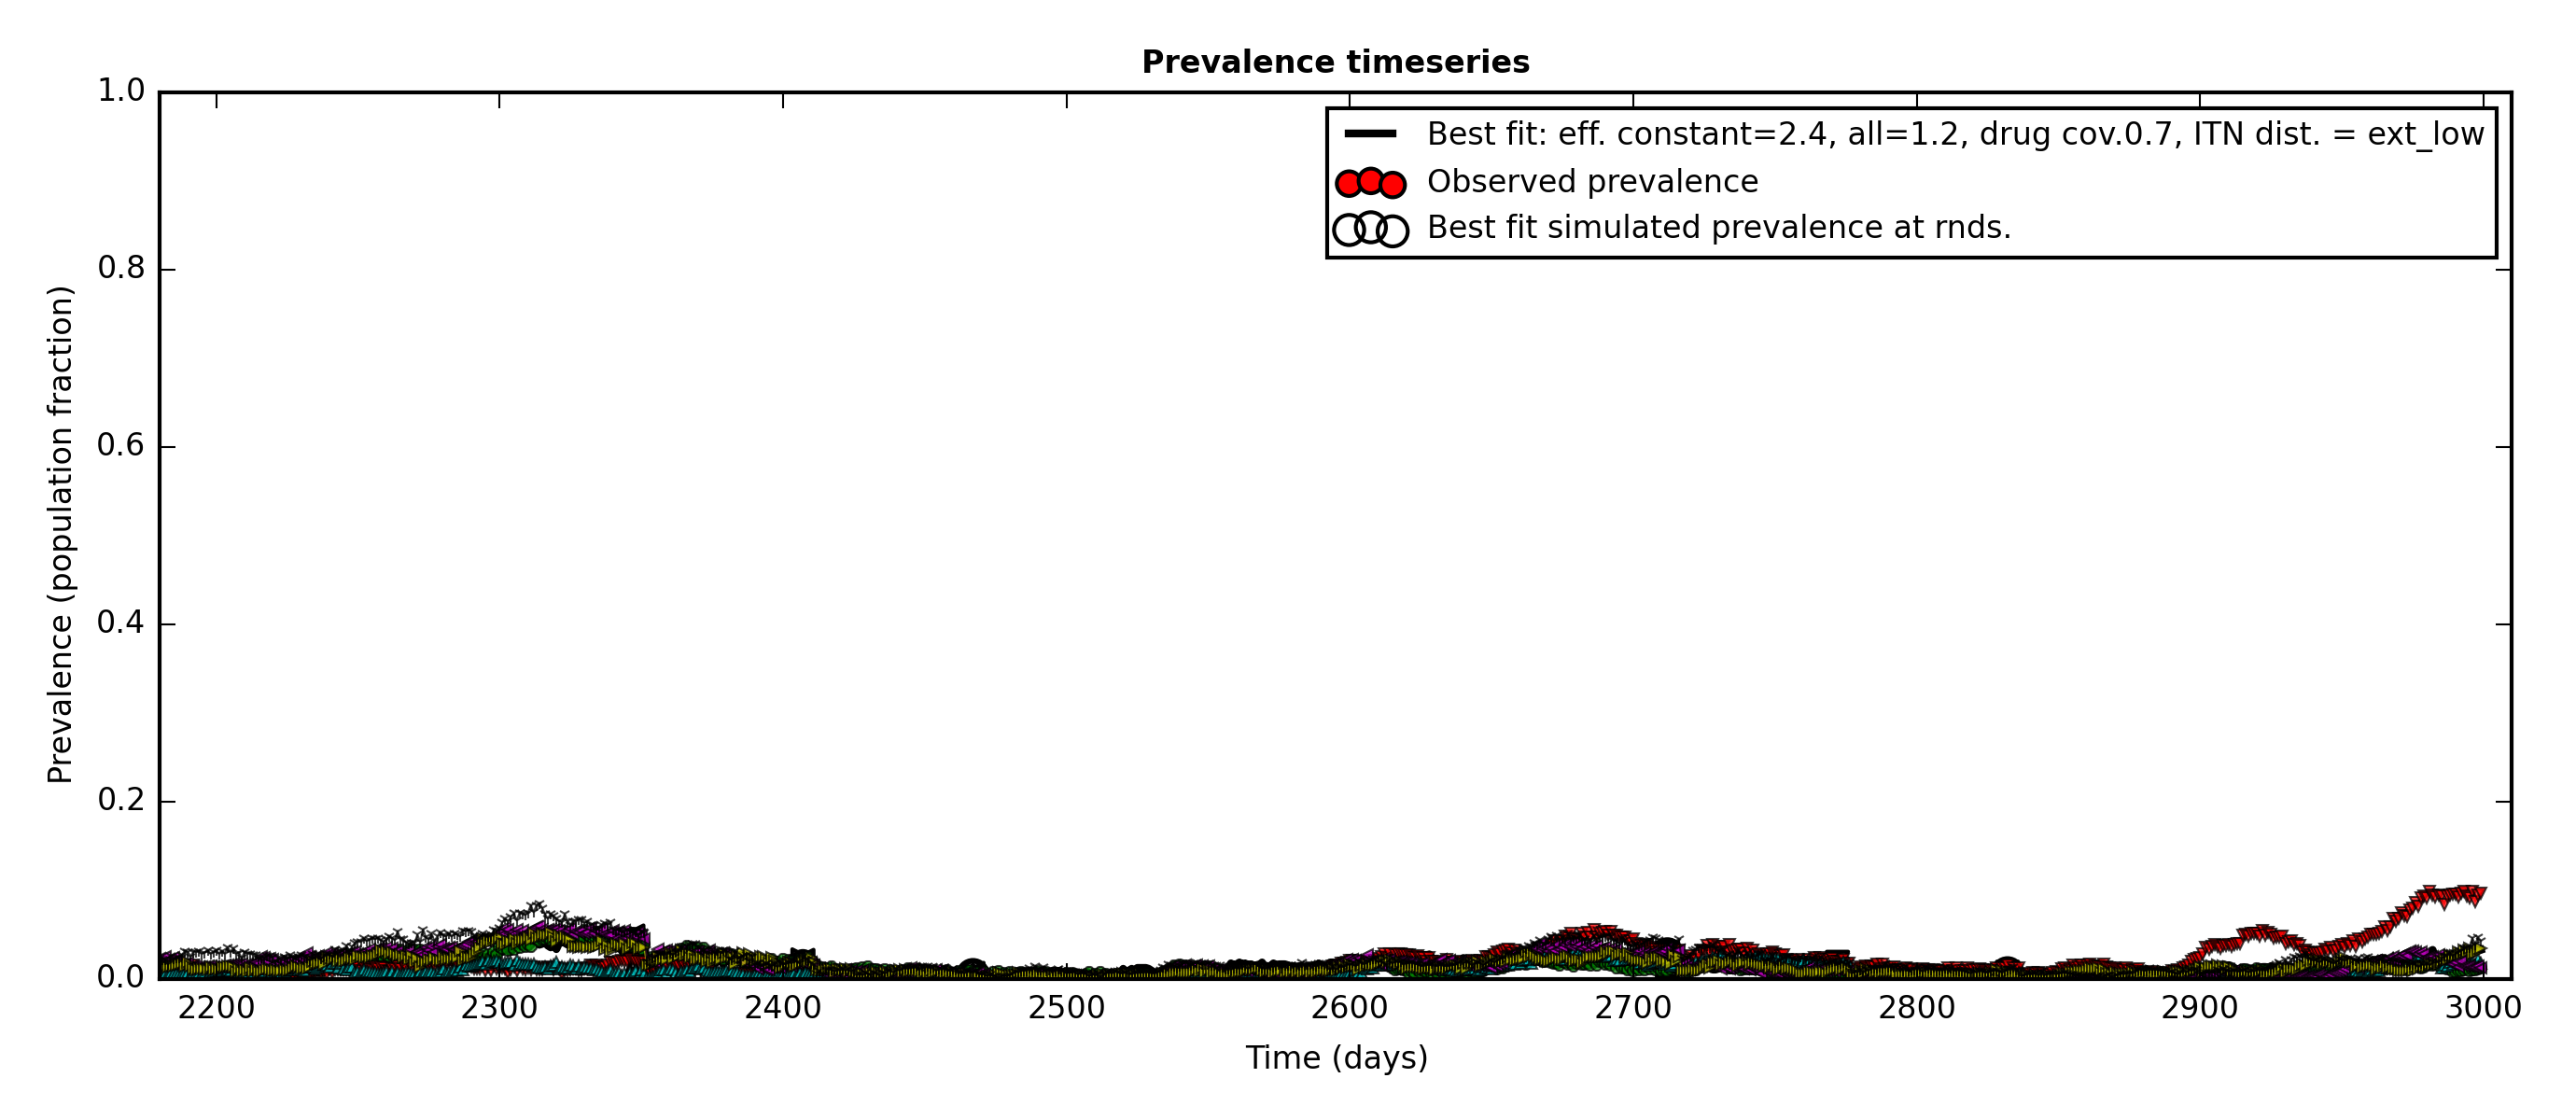 Prevalence timeseries
1.0
0.8
0.6
0.4
0.2
0.0
Prevalence (population fraction)
Best fit: eff. constant=2.4, all=1.2, drug cov.0.7, ITN dist. = ext_low
Observed prevalence
Best fit simulated prevalence at rnds.
2200 2300 2400 2500 2600 2700 2800 2900 3000
Time (days)